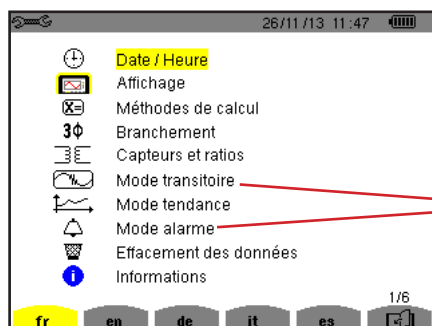 26/11/13 11:47
Date / Heure
Affichage
X= Méthodes de calcul
3Φ Branchement
Capteurs et ratios
Mode transitoire
Mode tendance
Mode alarme
Effacement des données
i Informations
1/6
fr en de it es